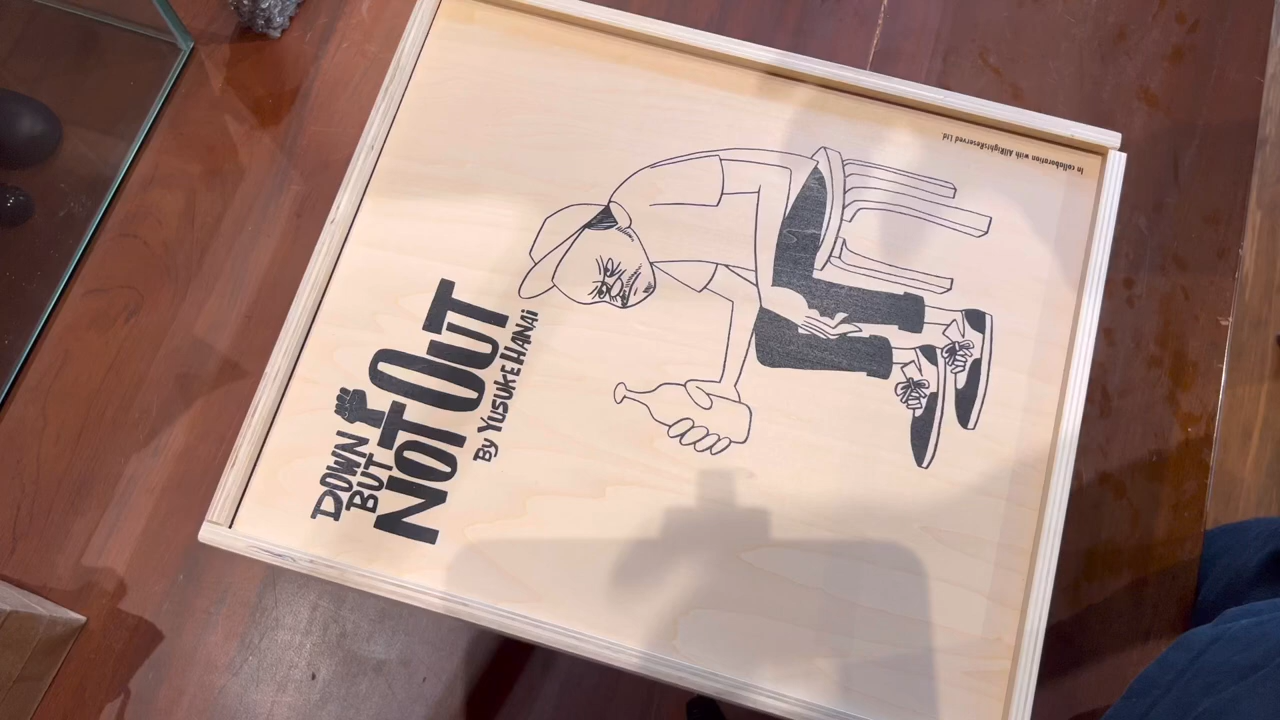 DOWN
BUT
NOT OUT
By YUSUKE HANAi
In collaboration with AllRightsReserved Ltd.